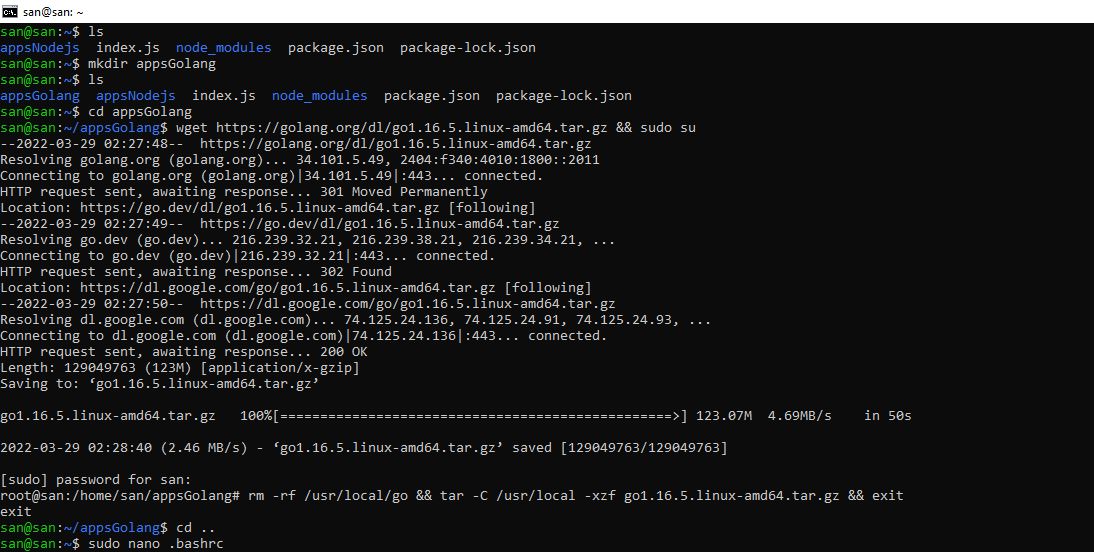 san@san: ~
san@san:~$ ls
appsNodejs  index.js  node_modules  package.json  package-lock.json
san@san:~$ mkdir appsGolang
san@san:~$ ls
appsGolang  appsNodejs  index.js  node_modules  package.json  package-lock.json
san@san:~$ cd appsGolang
san@san:~/appsGolang$ wget https://golang.org/dl/go1.16.5.linux-amd64.tar.gz && sudo su
--2022-03-29 02:27:48--  https://golang.org/dl/go1.16.5.linux-amd64.tar.gz
Resolving golang.org (golang.org)... 34.101.5.49, 2404:f340:4010:1800::2011
Connecting to golang.org (golang.org)|34.101.5.49|:443... connected.
HTTP request sent, awaiting response... 301 Moved Permanently
Location: https://go.dev/dl/go1.16.5.linux-amd64.tar.gz [following]
--2022-03-29 02:27:49--  https://go.dev/dl/go1.16.5.linux-amd64.tar.gz
Resolving go.dev (go.dev)... 216.239.32.21, 216.239.38.21, 216.239.34.21, ...
Connecting to go.dev (go.dev)|216.239.32.21|:443... connected.
HTTP request sent, awaiting response... 302 Found
Location: https://dl.google.com/go/go1.16.5.linux-amd64.tar.gz [following]
--2022-03-29 02:27:50--  https://dl.google.com/go/go1.16.5.linux-amd64.tar.gz
Resolving dl.google.com (dl.google.com)... 74.125.24.136, 74.125.24.91, 74.125.24.93, ...
Connecting to dl.google.com (dl.google.com)|74.125.24.136|:443... connected.
HTTP request sent, awaiting response... 200 OK
Length: 129049763 (123M) [application/x-gzip]
Saving to: ‘go1.16.5.linux-amd64.tar.gz’
go1.16.5.linux-amd64.tar.gz   100%[=================================================>] 123.07M  4.69MB/s    in 50s
2022-03-29 02:28:40 (2.46 MB/s) - ‘go1.16.5.linux-amd64.tar.gz’ saved [129049763/129049763]
[sudo] password for san:
root@san:/home/san/appsGolang# rm -rf /usr/local/go && tar -C /usr/local -xzf go1.16.5.linux-amd64.tar.gz && exit
exit
san@san:~/appsGolang$ cd ..
san@san:~$ sudo nano .bashrc